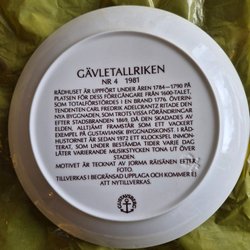 GÄVLETALLRIKEN
NR 4 1981
RÅDHUSET ÄR UPPFÖRT UNDER ÅREN 1784–1790 PÅ
PLATSEN FÖR DESS FÖREGÅNGARE FRÅN 1600-TALET,
SOM TOTALFÖRSTÖRDES I EN BRAND 1776. ÖVERIN-
TENDENTEN CARL FREDRIK ADELCRANTZ RITADE DEN
NYA BYGGNADEN, SOM TROTS VISSA FÖRÄNDRINGAR
EFTER STADSBRANDEN 1869, DÅ DEN SKADADES AV
ELDEN, ALLTJÄMT FRAMSTÅR SOM ETT VACKERT
EXEMPEL PÅ GUSTAVIANSK BYGGNADSKONST. I RÅD-
HUSTORNET ÄR SEDAN 1972 ETT KLOCKSPEL INMON-
TERAT, SOM UNDER BESTÄMDA TIDER VARJE DAG
LÅTER VARIERANDE MUSIKSTYCKEN TONA UT ÖVER
STADEN.
MOTIVET ÄR TECKNAT AV JORMA RÄISÄNEN EFTER
FOTO.
TILLVERKAS I BEGRÄNSAD UPPLAGA OCH KOMMER EJ
ATT NYTILLVERKAS.